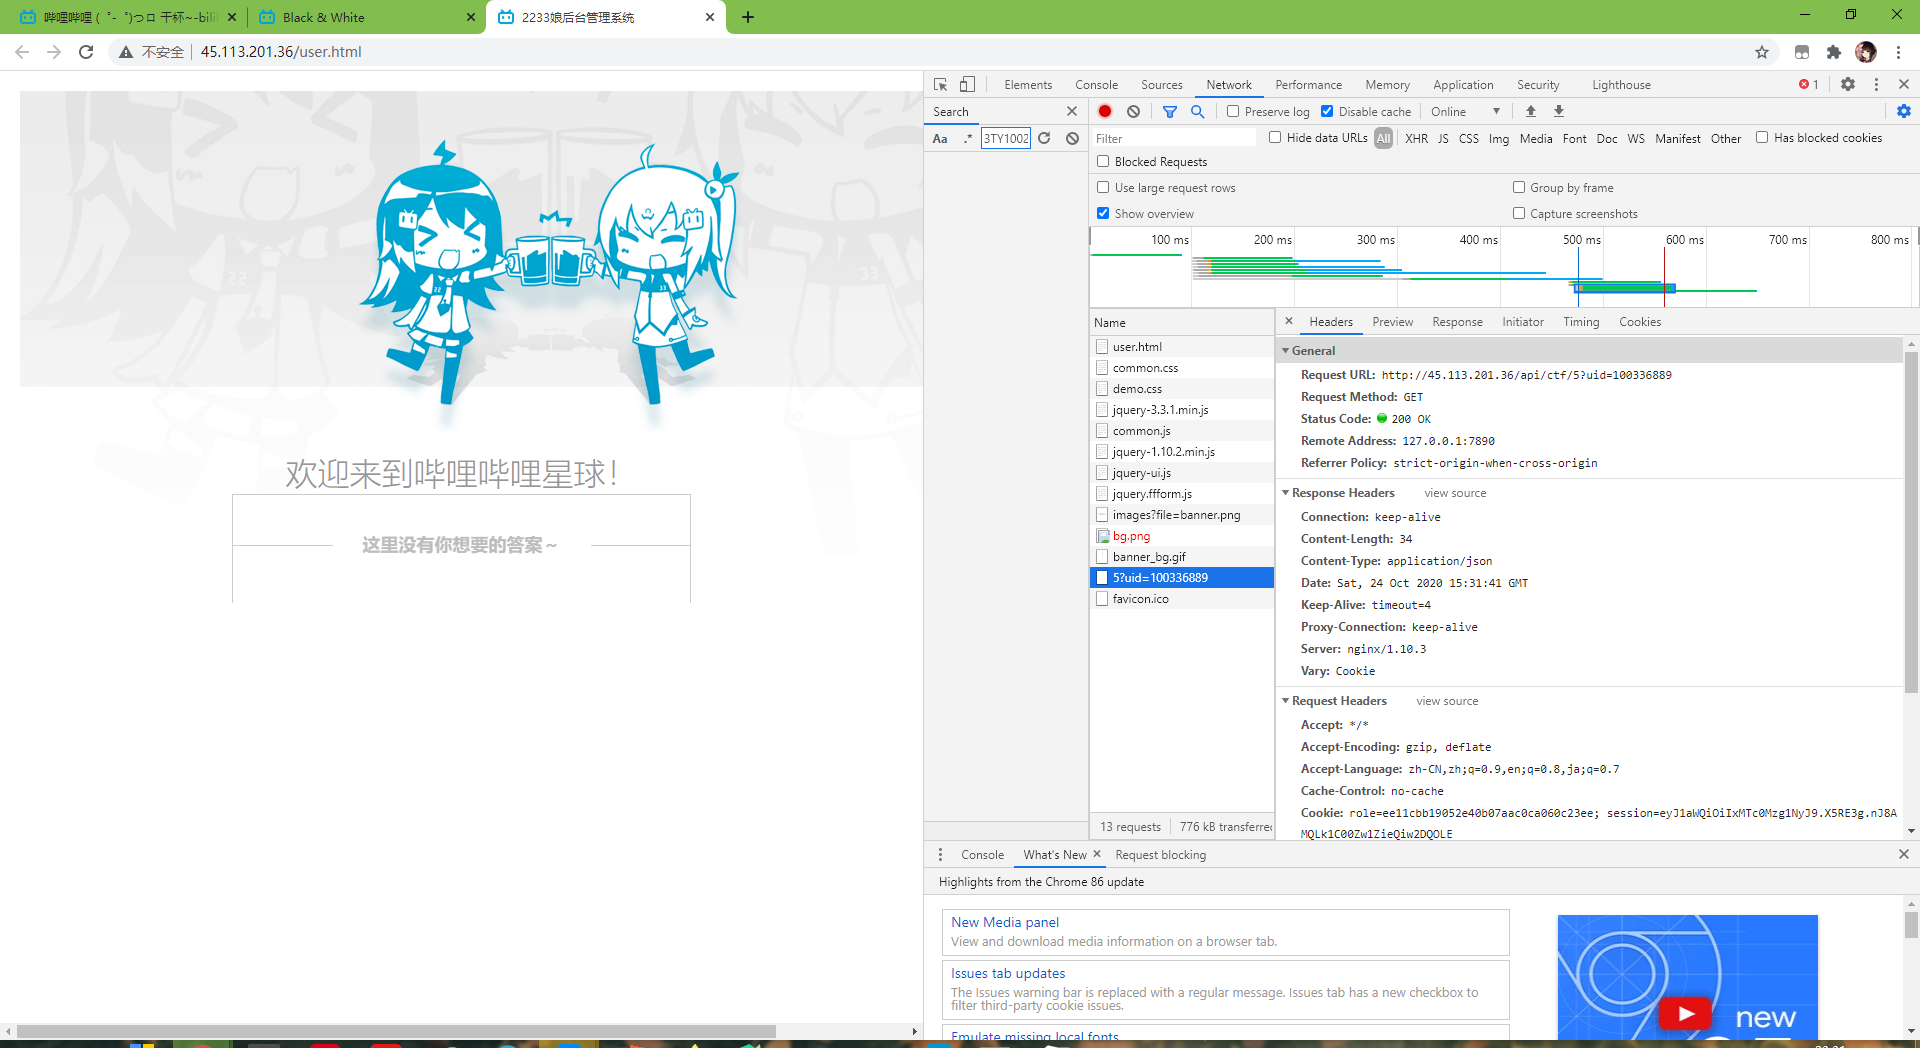 哔哩哔哩 (゜-゜)つロ 干杯~-bili
Black & White
2233娘后台管理系统
不安全
45.113.201.36/user.html
欢迎来到哔哩哔哩星球!
这里没有你想要的答案~
22
33
Elements Console Sources Network Performance Memory Application Security Lighthouse 1
Search
Preserve log Disable cache Online
Aa .* 3TY1002
Filter Hide data URLs All XHR JS CSS Img Media Font Doc WS Manifest Other Has blocked cookies
Blocked Requests
Use large request rows Group by frame
Show overview Capture screenshots
100 ms 200 ms 300 ms 400 ms 500 ms 600 ms 700 ms 800 ms
Name
user.html
common.css
demo.css
jquery-3.3.1.min.js
common.js
jquery-1.10.2.min.js
jquery-ui.js
jquery.ffform.js
images?file=banner.png
bg.png
banner_bg.gif
5?uid=100336889
favicon.ico
13 requests 776 kB transferred
Headers Preview Response Initiator Timing Cookies
General
Request URL: http://45.113.201.36/api/ctf/5?uid=100336889
Request Method: GET
Status Code: 200 OK
Remote Address: 127.0.0.1:7890
Referrer Policy: strict-origin-when-cross-origin
Response Headers view source
Connection: keep-alive
Content-Length: 34
Content-Type: application/json
Date: Sat, 24 Oct 2020 15:31:41 GMT
Keep-Alive: timeout=4
Proxy-Connection: keep-alive
Server: nginx/1.10.3
Vary: Cookie
Request Headers view source
Accept: */*
Accept-Encoding: gzip, deflate
Accept-Language: zh-CN,zh;q=0.9,en;q=0.8,ja;q=0.7
Cache-Control: no-cache
Cookie: role=ee11cbb19052e40b07aac0ca060c23ee; session=eyJ1aWQiOiIxMTc0Mzg1NyJ9.X5RE3g.nJ8A
MQLk1C00Zw1ZieQiw2DQOLE
Console What's New Request blocking
Highlights from the Chrome 86 update
New Media panel
View and download media information on a browser tab.
Issues tab updates
The Issues warning bar is replaced with a regular message. Issues tab has a new checkbox to
filter third-party cookie issues.
Emulate missing local fonts
new